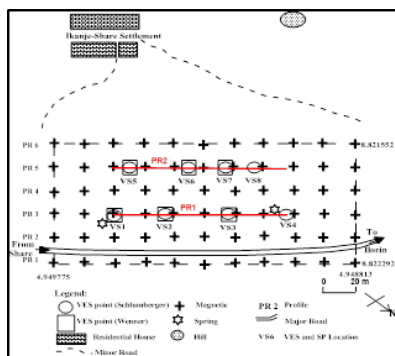 Ikanje-Share Settlement
PR 6
8.821552
PR 5
PR2
VS5
VS6
VS7
VS8
PR 4
PR 3
PR1
VS1
VS2
VS3
VS4
To
Ilorin
PR 2
From
Share
PR 1
8.822292
4.949775
4.948813
0
20 m
N
Legend:
VES point (Schlumberger)
Magnetic
PR 2
Profile
VES point (Wenner)
Spring
Major Road
Residential House
Hill
VS6
VES and SP Location
Minor Road